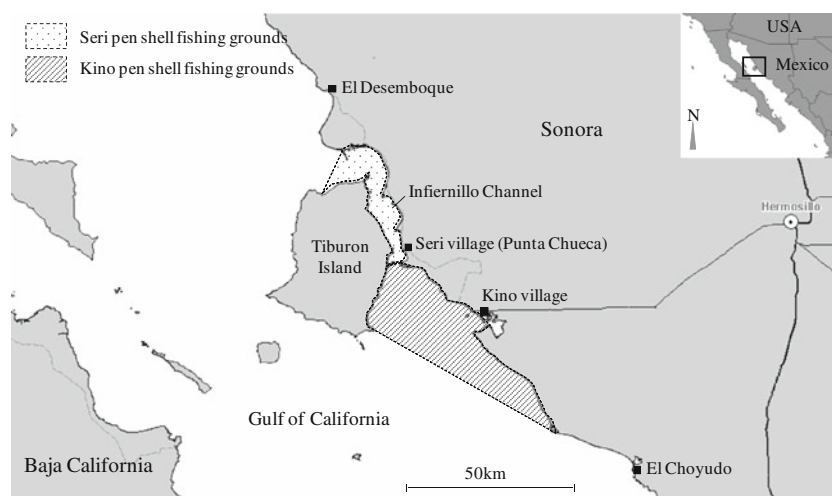 Seri pen shell fishing grounds
Kino pen shell fishing grounds
USA
Mexico
N
El Desemboque
Sonora
Infiernillo Channel
Hermosillo
Tiburon
Island
Seri village (Punta Chueca)
Kino village
Gulf of California
Baja California
50km
El Choyudo